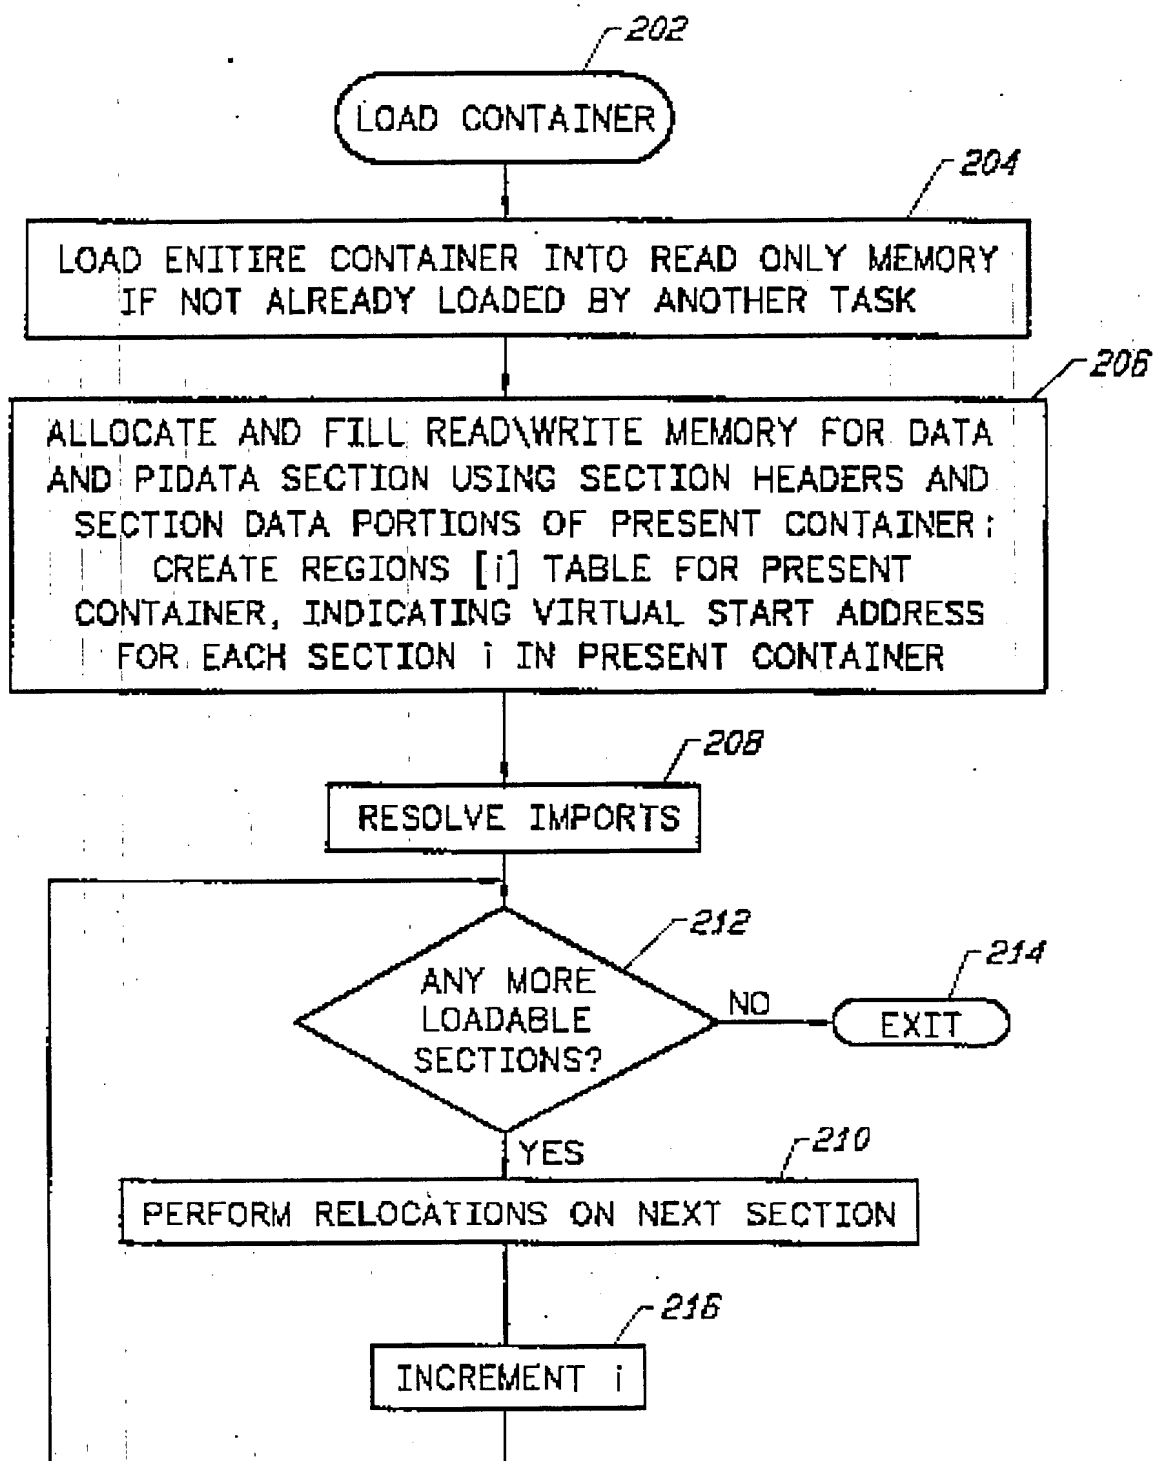 202
LOAD CONTAINER
204
LOAD ENITIRE CONTAINER INTO READ ONLY MEMORY
IF NOT ALREADY LOADED BY ANOTHER TASK
206
ALLOCATE AND FILL READ\WRITE MEMORY FOR DATA
AND PIDATA SECTION USING SECTION HEADERS AND
SECTION DATA PORTIONS OF PRESENT CONTAINER;
CREATE REGIONS [i] TABLE FOR PRESENT
CONTAINER, INDICATING VIRTUAL START ADDRESS
FOR EACH SECTION i IN PRESENT CONTAINER
208
RESOLVE IMPORTS
212
ANY MORE
LOADABLE
SECTIONS?
NO
214
EXIT
YES
210
PERFORM RELOCATIONS ON NEXT SECTION
216
INCREMENT i